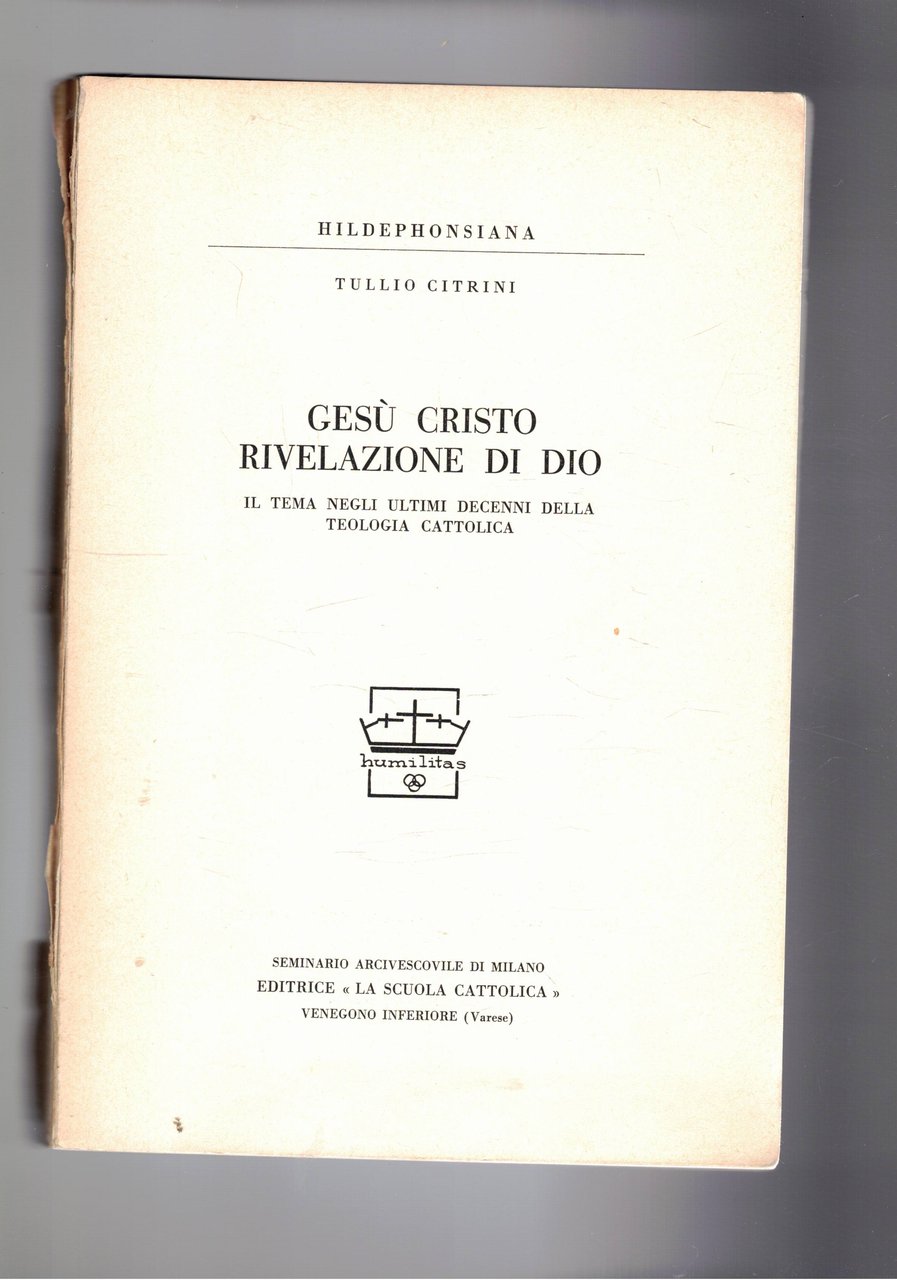 HILDEPHONSIANA
TULLIO CITRINI
GESÙ CRISTO
RIVELAZIONE DI DIO
IL TEMA NEGLI ULTIMI DECENNI DELLA
TEOLOGIA CATTOLICA
humilitas
SEMINARIO ARCIVESCOVILE DI MILANO
EDITRICE « LA SCUOLA CATTOLICA »
VENEGONO INFERIORE (Varese)